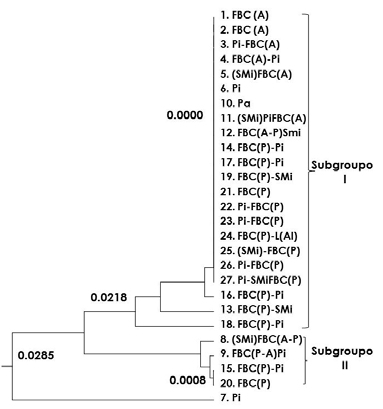 1. FBC (A)
2. FBC (A)
3. Pi-FBC(A)
4. FBC(A)-Pi
5. (SMi)FBC(A)
6. Pi
10. Pa
0.0000
11. (SMi)PiFBC(A)
12. FBC(A-P)Smi
14. FBC(P)-Pi
17. FBC(P)-Pi
19. FBC(P)-SMi
Subgroupo
I
21. FBC(P)
22. Pi-FBC(P)
23. Pi-FBC(P)
24. FBC(P)-L(Al)
25. (SMi)-FBC(P)
26. Pi-FBC(P)
27. Pi-SMiFBC(P)
16. FBC(P)-Pi
0.0218
13. FBC(P)-SMi
18. FBC(P)-Pi
8. (SMi)FBC(A-P)
9. FBC(P-A)Pi
Subgroupo
II
0.0285
15. FBC(P)-Pi
0.0008
20. FBC(P)
7. Pi